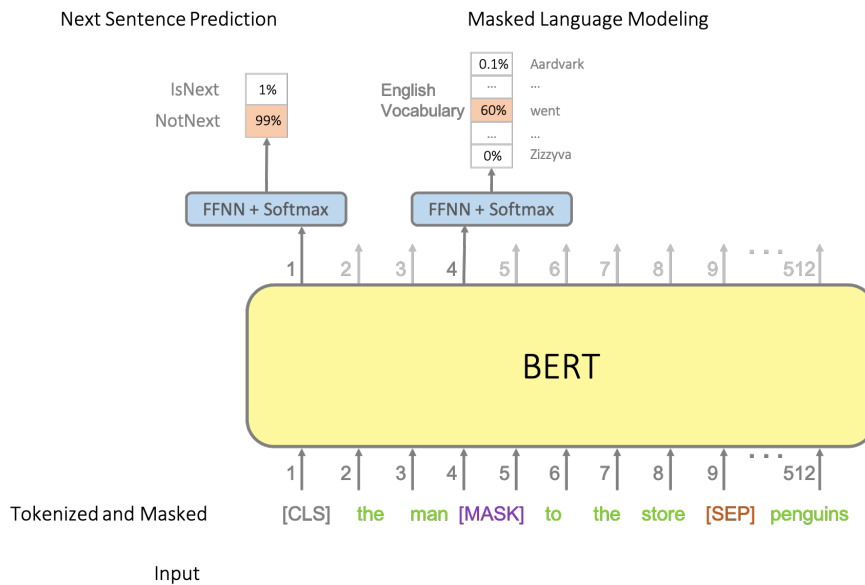 Next Sentence Prediction
Masked Language Modeling
IsNext 1%
NotNext 99%
English Vocabulary
0.1% Aardvark
... ...
60% went
... ...
0% Zizzyva
FFNN + Softmax
FFNN + Softmax
1 2 3 4 5 6 7 8 9 ... 512
BERT
1 2 3 4 5 6 7 8 9 ... 512
Tokenized and Masked [CLS] the man [MASK] to the store [SEP] penguins
Input